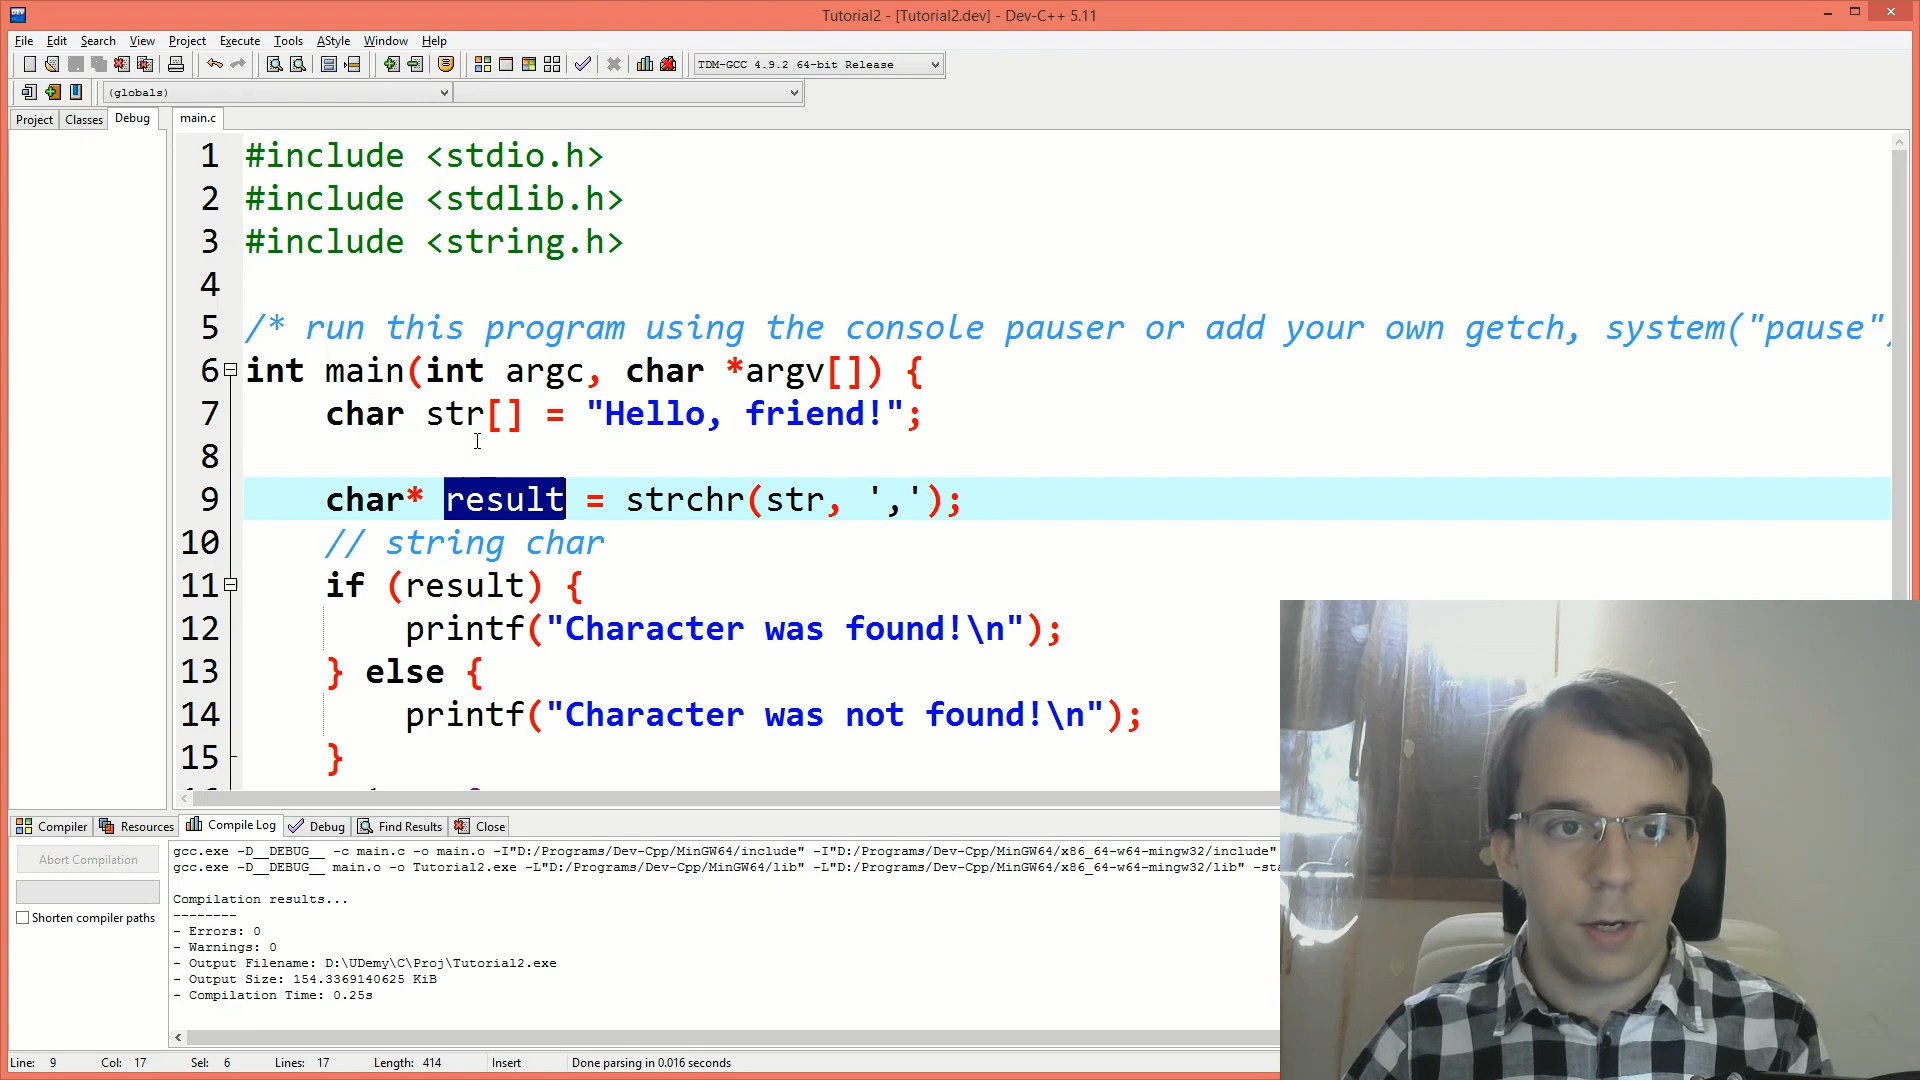 Tutorial2 - [Tutorial2.dev] - Dev-C++ 5.11
File Edit Search View Project Execute Tools AStyle Window Help
TDM-GCC 4.9.2 64-bit Release
(globals)
Project Classes Debug main.c
1 #include <stdio.h>
2 #include <stdlib.h>
3 #include <string.h>
4
5 /* run this program using the console pauser or add your own getch, system("pause")
6 int main(int argc, char *argv[]) {
7 char str[] = "Hello, friend!";
8
9 char* result = strchr(str, ',');
10 // string char
11 if (result) {
12 printf("Character was found!\n");
13 } else {
14 printf("Character was not found!\n");
15 }
Compiler Resources Compile Log Debug Find Results Close
Abort Compilation
Shorten compiler paths
gcc.exe -D__DEBUG__ -c main.c -o main.o -I"D:/Programs/Dev-Cpp/MinGW64/include" -I"D:/Programs/Dev-Cpp/MinGW64/x86_64-w64-mingw32/include"
gcc.exe -D__DEBUG__ main.o -o Tutorial2.exe -L"D:/Programs/Dev-Cpp/MinGW64/lib" -L"D:/Programs/Dev-Cpp/MinGW64/x86_64-w64-mingw32/lib" -sta
Compilation results...
--------
- Errors: 0
- Warnings: 0
- Output Filename: D:\UDemy\C\Proj\Tutorial2.exe
- Output Size: 154.3369140625 KiB
- Compilation Time: 0.25s
Line: 9 Col: 17 Sel: 6 Lines: 17 Length: 414 Insert Done parsing in 0.016 seconds